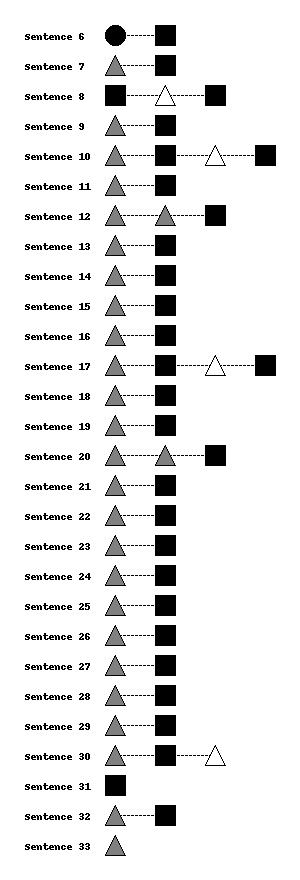 Sentence 6
Sentence 7
Sentence 8
Sentence 9
Sentence 10
Sentence 11
Sentence 12
Sentence 13
Sentence 14
Sentence 15
Sentence 16
Sentence 17
Sentence 18
Sentence 19
Sentence 20
Sentence 21
Sentence 22
Sentence 23
Sentence 24
Sentence 25
Sentence 26
Sentence 27
Sentence 28
Sentence 29
Sentence 30
Sentence 31
Sentence 32
Sentence 33